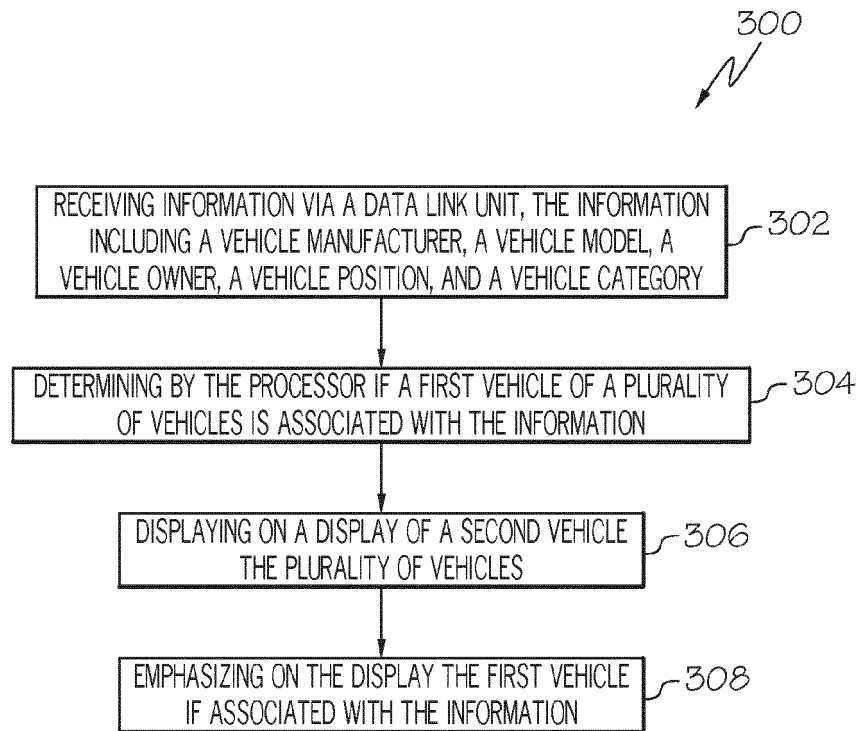 300
RECEIVING INFORMATION VIA A DATA LINK UNIT, THE INFORMATION
INCLUDING A VEHICLE MANUFACTURER, A VEHICLE MODEL, A
VEHICLE OWNER, A VEHICLE POSITION, AND A VEHICLE CATEGORY
302
DETERMINING BY THE PROCESSOR IF A FIRST VEHICLE OF A PLURALITY
OF VEHICLES IS ASSOCIATED WITH THE INFORMATION
304
DISPLAYING ON A DISPLAY OF A SECOND VEHICLE
THE PLURALITY OF VEHICLES
306
EMPHASIZING ON THE DISPLAY THE FIRST VEHICLE
IF ASSOCIATED WITH THE INFORMATION
308